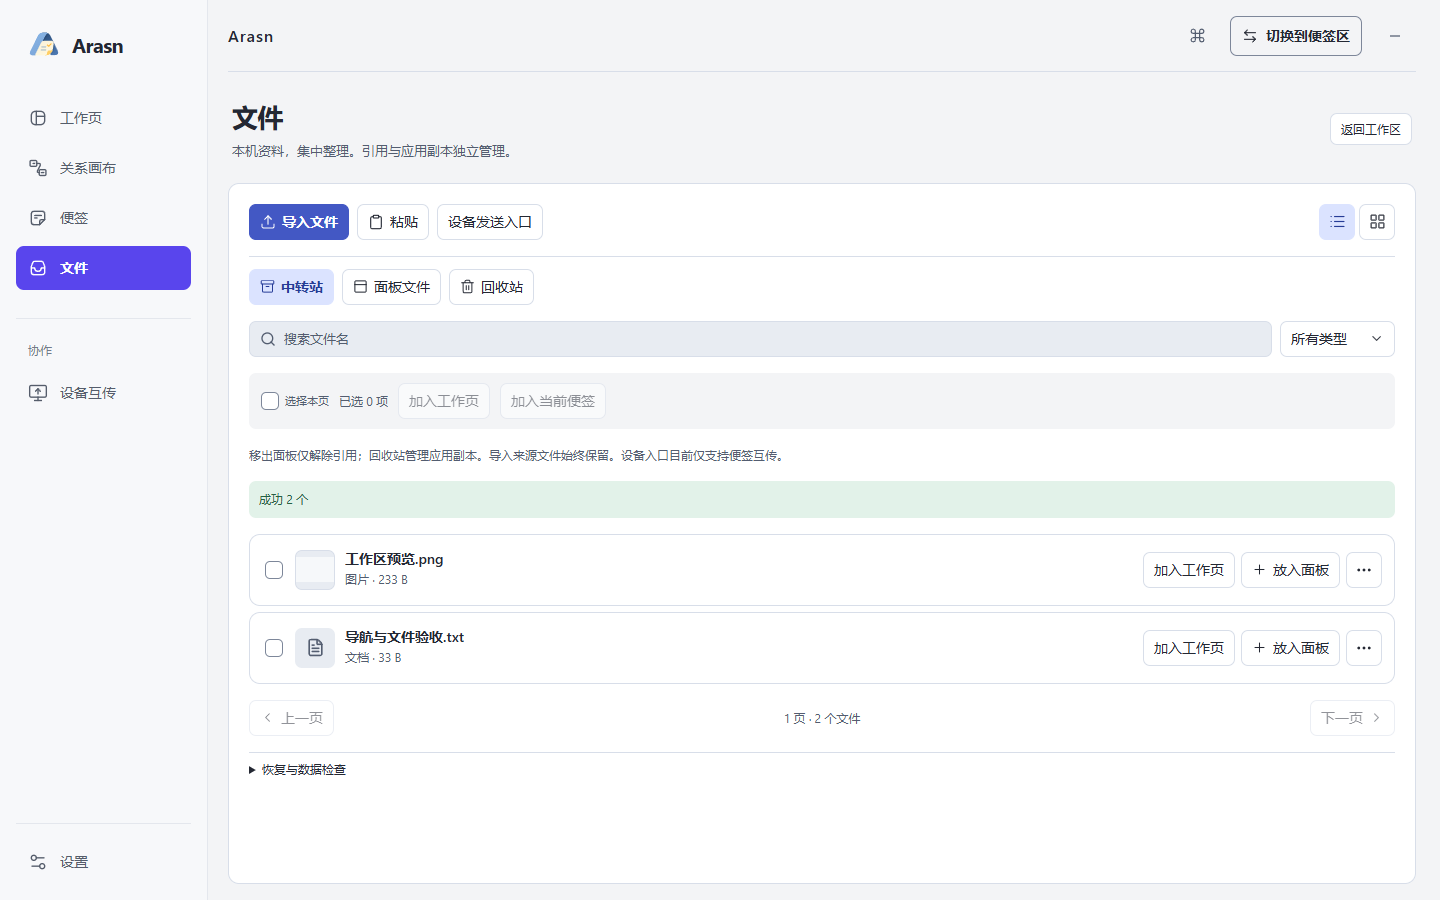 Arasn
工作页
关系画布
便签
文件
协作
设备互传
设置
Arasn
切换到便签区
文件
本机资料，集中整理。引用与应用副本独立管理。
返回工作区
导入文件
粘贴
设备发送入口
中转站
面板文件
回收站
搜索文件名
所有类型
选择本页
已选 0 项
加入工作页
加入当前便签
移出面板仅解除引用；回收站管理应用副本。导入来源文件始终保留。设备入口目前仅支持便签互传。
成功 2 个
工作区预览.png
图片 · 233 B
加入工作页
放入面板
导航与文件验收.txt
文档 · 33 B
加入工作页
放入面板
上一页
1 页 · 2 个文件
下一页
恢复与数据检查